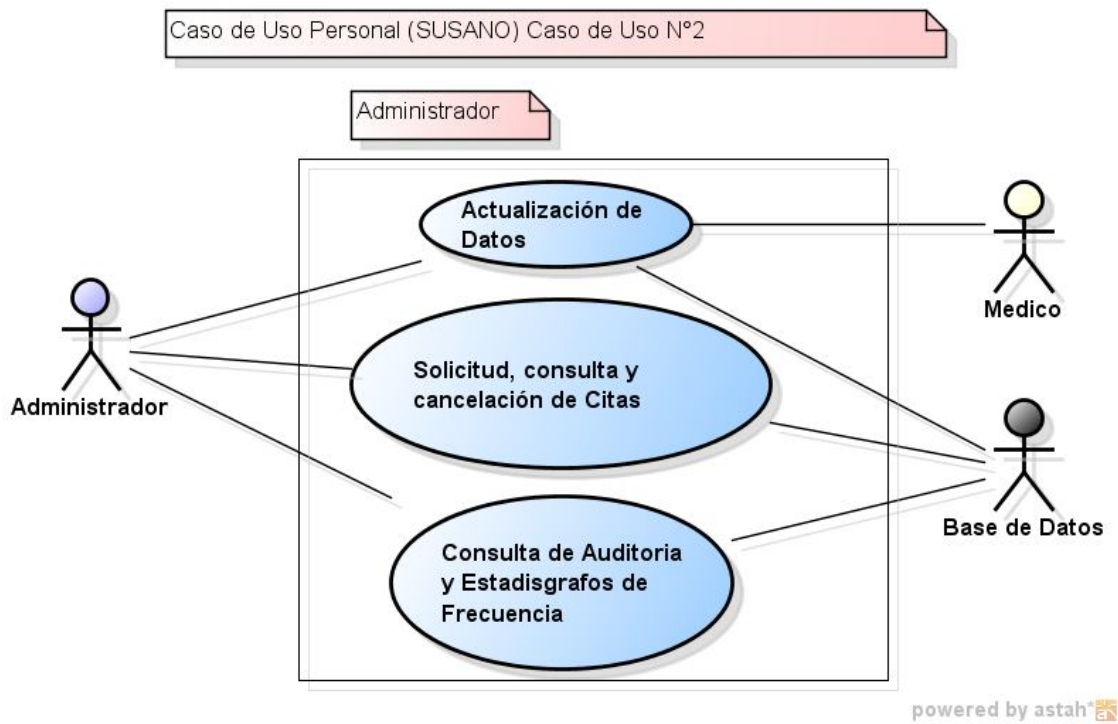 Caso de Uso Personal (SUSANO) Caso de Uso N°2
Administrador
Actualización de
Datos
Medico
Solicitud, consulta y
cancelación de Citas
Administrador
Base de Datos
Consulta de Auditoria
y Estadisgrafos de
Frecuencia
powered by astah*